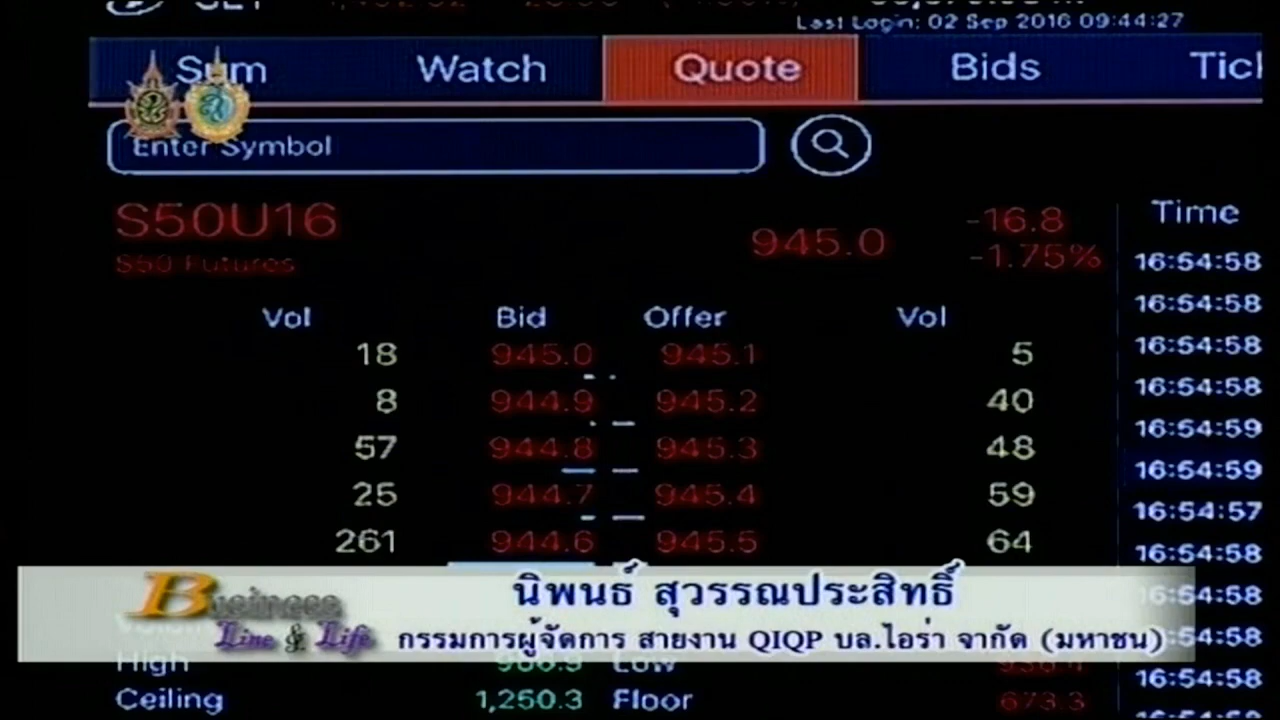 Last Login: 02 Sep 2016 09:44:27
Sum Watch Quote Bids
Enter Symbol
S50U16 945.0 -16.8
S50 Futures -1.75%
Time
16:54:58
Vol Bid Offer Vol
16:54:58
18 945.0 945.1 5
16:54:58
16:54:58
8 944.9 945.2 40
16:54:59
57 944.8 945.3 48
16:54:59
25 944.7 945.4 59
16:54:57
261 944.6 945.5 64
16:54:58
Business
Line & Life
นิพนธ์ สุวรรณประสิทธิ์
กรรมการผู้จัดการ สายงาน QIQP บล.ไอร่า จำกัด (มหาชน)
16:54:58
High Low
16:54:58
Ceiling 1,250.3 Floor 673.3